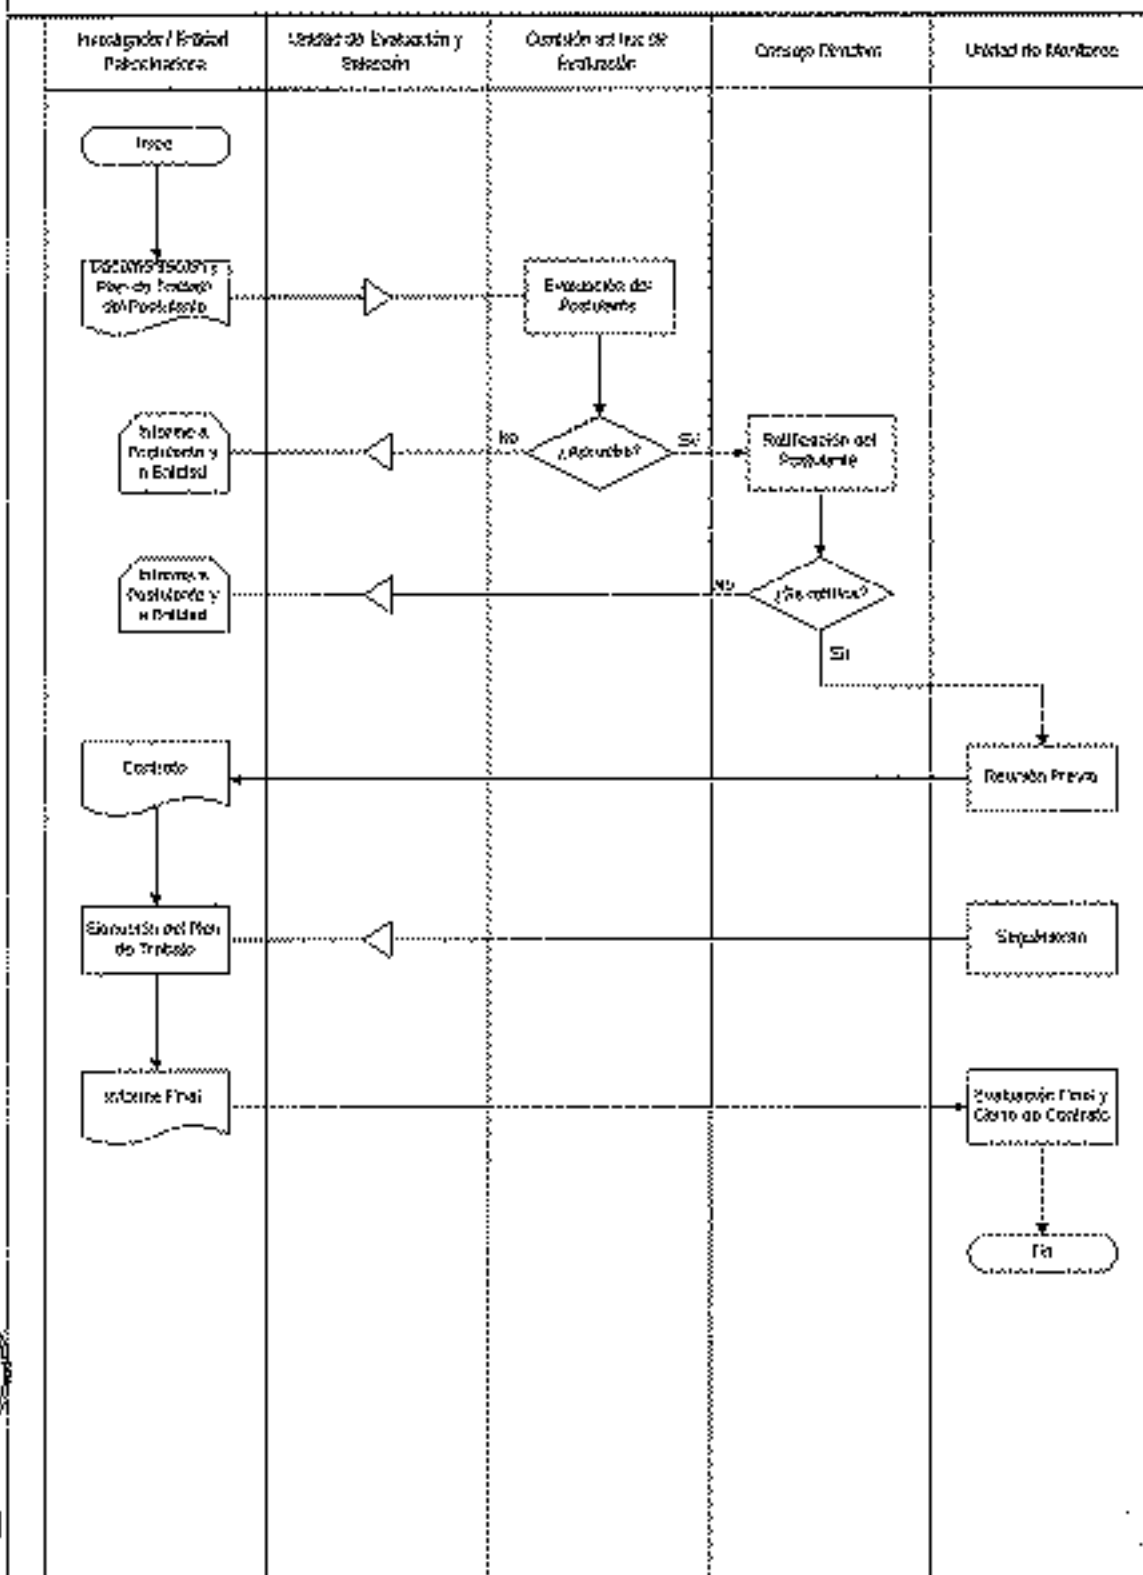 Investigador / Entidad
Patrocinadora
Unidad de Evaluación y
Selección
Comisión ad hoc de
Evaluación
Consejo Directivo
Unidad de Monitoreo
Inicio
Documentación y
Plan de Trabajo
del Postulante
Evaluación del
Postulante
Informe a
Postulante y
a Entidad
No
¿Aprueba?
Sí
Ratificación del
Postulante
Informe a
Postulante y
a Entidad
No
¿Se ratifica?
Sí
Contrato
Reunión Previa
Ejecución del Plan
de Trabajo
Seguimiento
Informe Final
Evaluación Final y
Cierre de Contrato
Fin